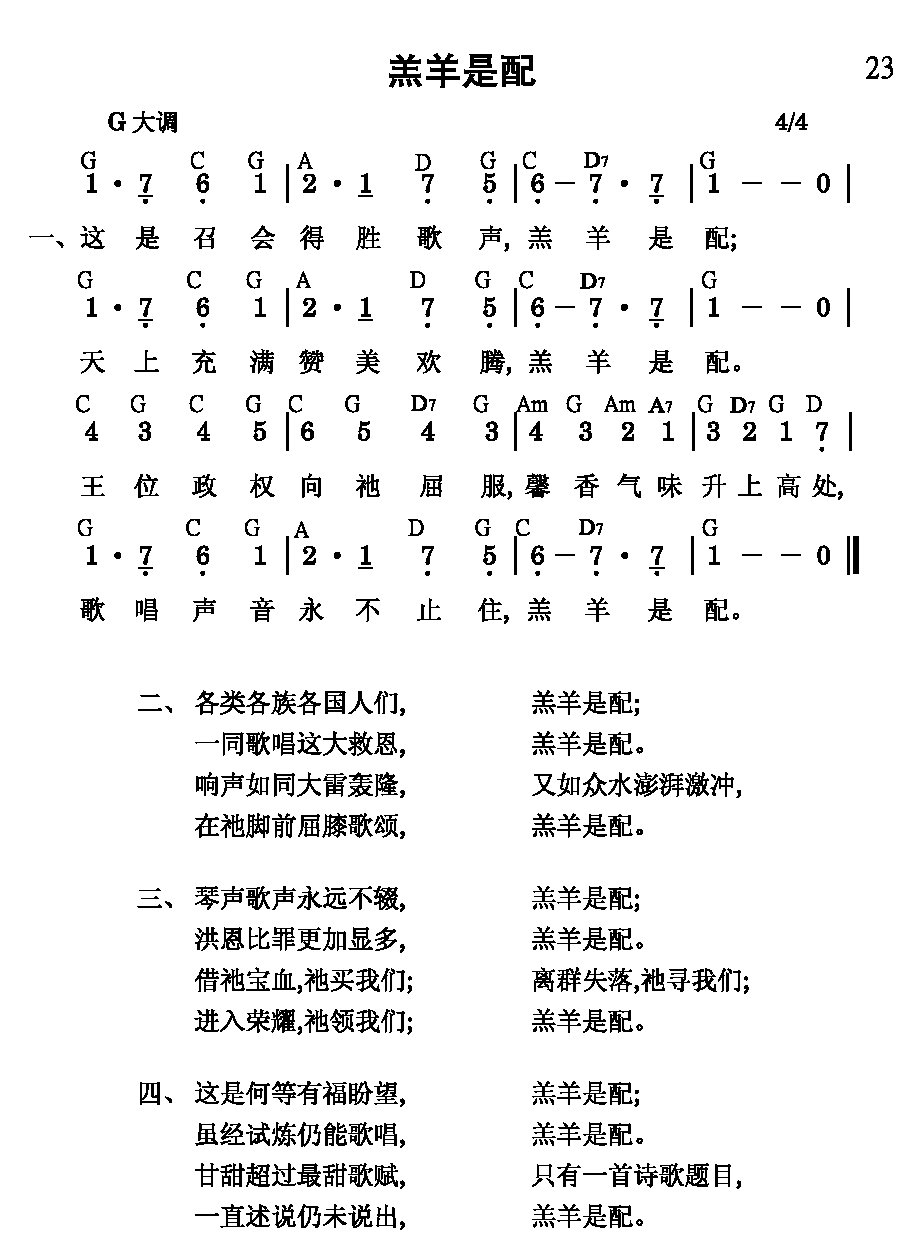 羔羊是配 23
G大调 4/4
G C G A D G C D7 G
1 · 7 6 1 | 2 · 1 7 5 | 6 – 7 · 7 | 1 – – 0 |
一、这是召会得胜歌声, 羔羊是配;
G C G A D G C D7 G
1 · 7 6 1 | 2 · 1 7 5 | 6 – 7 · 7 | 1 – – 0 |
天上充满赞美欢腾, 羔羊是配。
C G C G C G D7 G Am G Am A7 G D7 G D
4 3 4 5 | 6 5 4 3 | 4 3 2 1 | 3 2 1 7 |
王位政权向祂屈服, 馨香气味升上高处,
G C G A D G C D7 G
1 · 7 6 1 | 2 · 1 7 5 | 6 – 7 · 7 | 1 – – 0 ‖
歌唱声音永不止住, 羔羊是配。
二、各类各族各国人们, 羔羊是配;
一同歌唱这大救恩, 羔羊是配。
响声如同大雷轰隆, 又如众水澎湃激冲,
在祂脚前屈膝歌颂, 羔羊是配。
三、琴声歌声永远不辍, 羔羊是配;
洪恩比罪更加显多, 羔羊是配。
借祂宝血,祂买我们; 离群失落,祂寻我们;
进入荣耀,祂领我们; 羔羊是配。
四、这是何等有福盼望, 羔羊是配;
虽经试炼仍能歌唱, 羔羊是配。
甘甜超过最甜歌赋, 只有一首诗歌题目,
一直述说仍未说出, 羔羊是配。